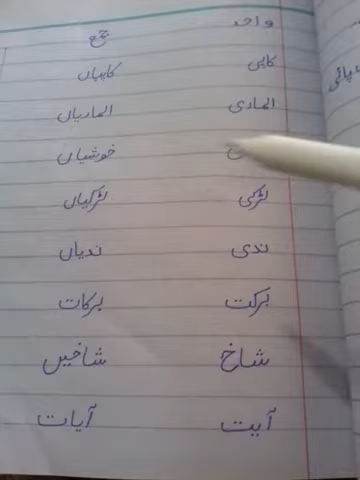 واحد جمع
کاپی کاپیاں
الماری الماریاں
خوشیاں
لڑکی لڑکیاں
ندی ندیاں
برکت برکات
شاخ شاخیں
آیت آیات